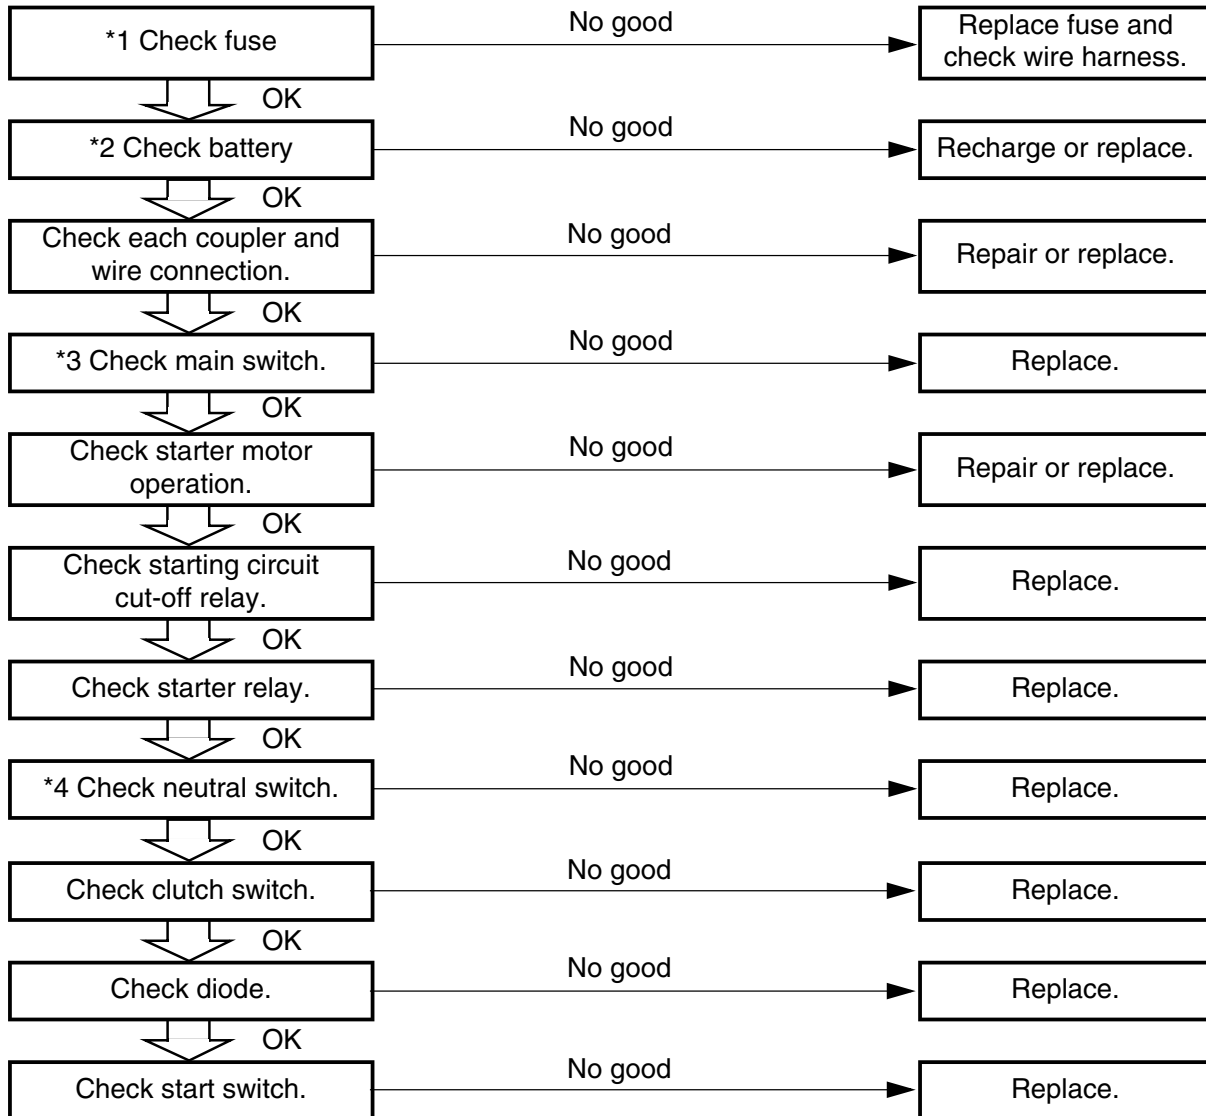 *1 Check fuse
No good
Replace fuse and
check wire harness.
OK
*2 Check battery
No good
Recharge or replace.
OK
Check each coupler and
wire connection.
No good
Repair or replace.
OK
*3 Check main switch.
No good
Replace.
OK
Check starter motor
operation.
No good
Repair or replace.
OK
Check starting circuit
cut-off relay.
No good
Replace.
OK
Check starter relay.
No good
Replace.
OK
*4 Check neutral switch.
No good
Replace.
OK
Check clutch switch.
No good
Replace.
OK
Check diode.
No good
Replace.
OK
Check start switch.
No good
Replace.